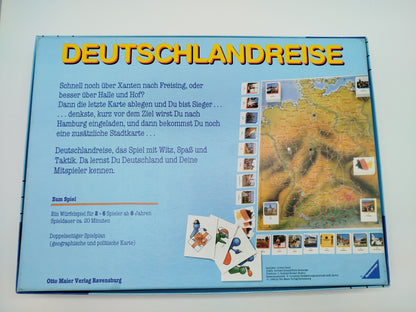 DEUTSCHLANDREISE
Schnell noch über Xanten nach Freising, oder
besser über Halle und Hof?
Dann die letzte Karte ablegen und Du bist Sieger . . .
. . . . denkste, kurz vor dem Ziel wirst Du nach
Hamburg eingeladen, und dann bekommst Du noch
eine zusätzliche Stadtkarte . . .
Deutschlandreise, das Spiel mit Witz, Spaß und
Taktik. Da lernst Du Deutschland und Deine
Mitspieler kennen.
Zum Spiel
Ein Würfelspiel für 2 - 6 Spieler ab 8 Jahren.
Spieldauer ca. 20 Minuten
Doppelseitiger Spielplan
(geographische und politische Karte)
Otto Maier Verlag Ravensburg